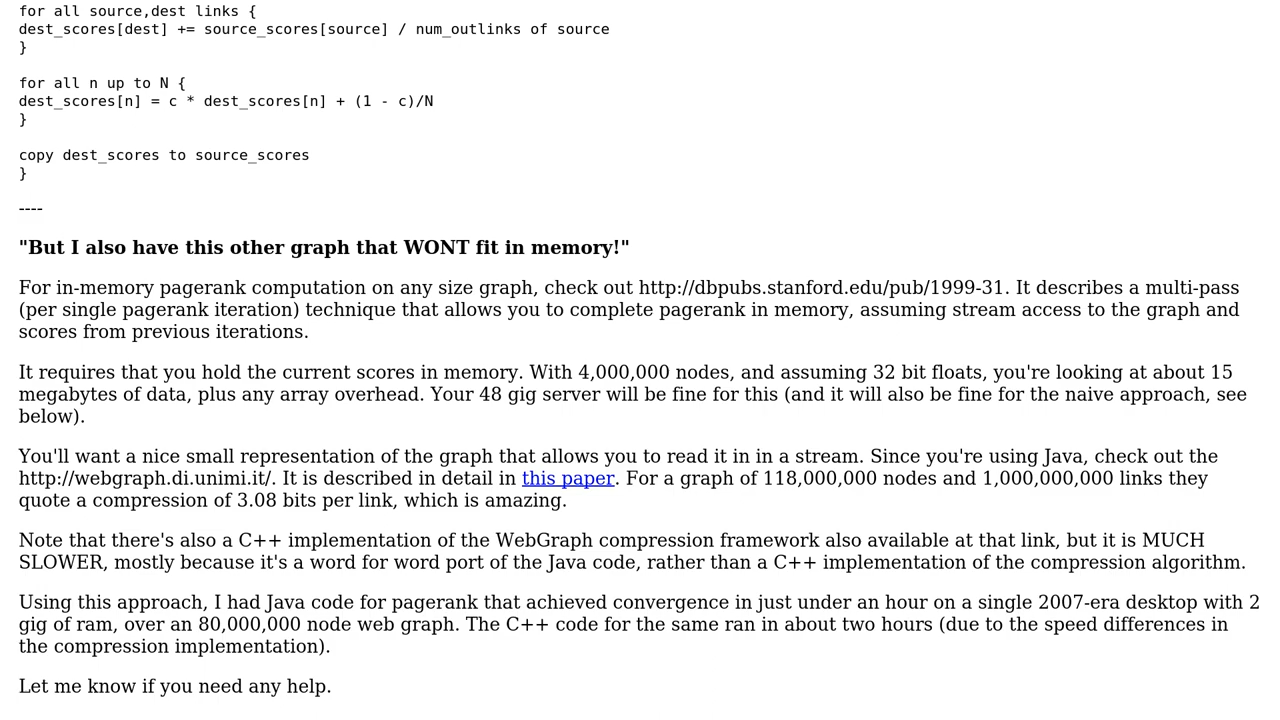 for all source,dest links {
dest_scores[dest] += source_scores[source] / num_outlinks of source
}
for all n up to N {
dest_scores[n] = c * dest_scores[n] + (1 - c)/N
}
copy dest_scores to source_scores
}
----
"But I also have this other graph that WONT fit in memory!"
For in-memory pagerank computation on any size graph, check out http://dbpubs.stanford.edu/pub/1999-31. It describes a multi-pass
(per single pagerank iteration) technique that allows you to complete pagerank in memory, assuming stream access to the graph and
scores from previous iterations.
It requires that you hold the current scores in memory. With 4,000,000 nodes, and assuming 32 bit floats, you're looking at about 15
megabytes of data, plus any array overhead. Your 48 gig server will be fine for this (and it will also be fine for the naive approach, see
below).
You'll want a nice small representation of the graph that allows you to read it in in a stream. Since you're using Java, check out the
http://webgraph.di.unimi.it/. It is described in detail in this paper. For a graph of 118,000,000 nodes and 1,000,000,000 links they
quote a compression of 3.08 bits per link, which is amazing.
Note that there's also a C++ implementation of the WebGraph compression framework also available at that link, but it is MUCH
SLOWER, mostly because it's a word for word port of the Java code, rather than a C++ implementation of the compression algorithm.
Using this approach, I had Java code for pagerank that achieved convergence in just under an hour on a single 2007-era desktop with 2
gig of ram, over an 80,000,000 node web graph. The C++ code for the same ran in about two hours (due to the speed differences in
the compression implementation).
Let me know if you need any help.